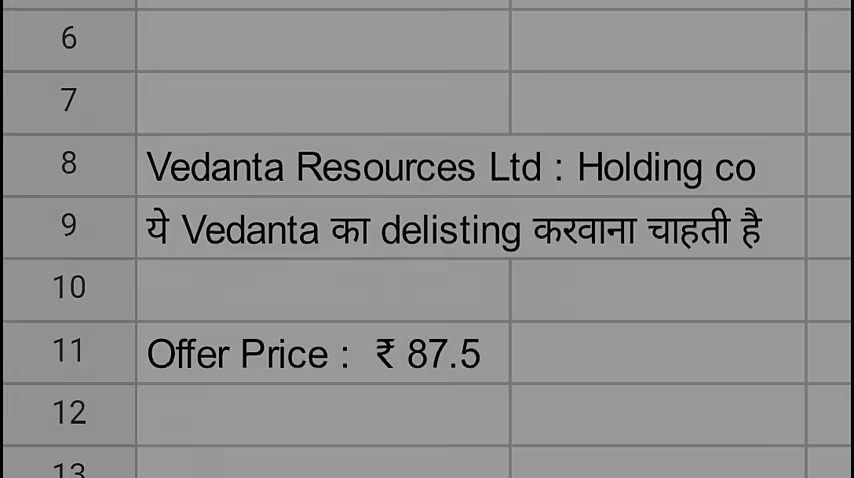 6
7
8 Vedanta Resources Ltd : Holding co
9 ये Vedanta का delisting करवाना चाहती है
10
11 Offer Price : ₹ 87.5
12
13